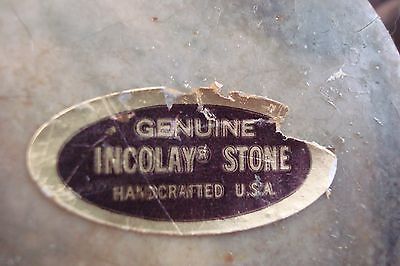 GENUINE
INCOLAY® STONE
HANDCRAFTED U.S.A.